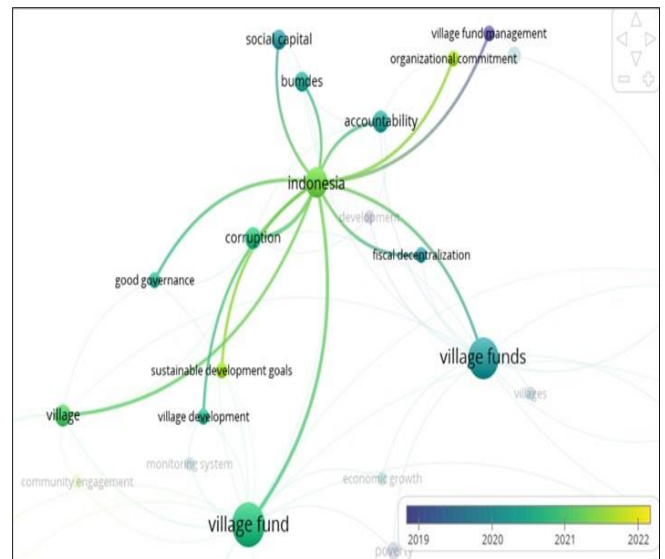 village fund management
social capital
organizational commitment
bumdes
accountability
indonesia
development
corruption
fiscal decentralization
good governance
village funds
sustainable development goals
villages
village
village development
monitoring system
community engagement
economic growth
village fund
2019 2020 2021 2022
poverty